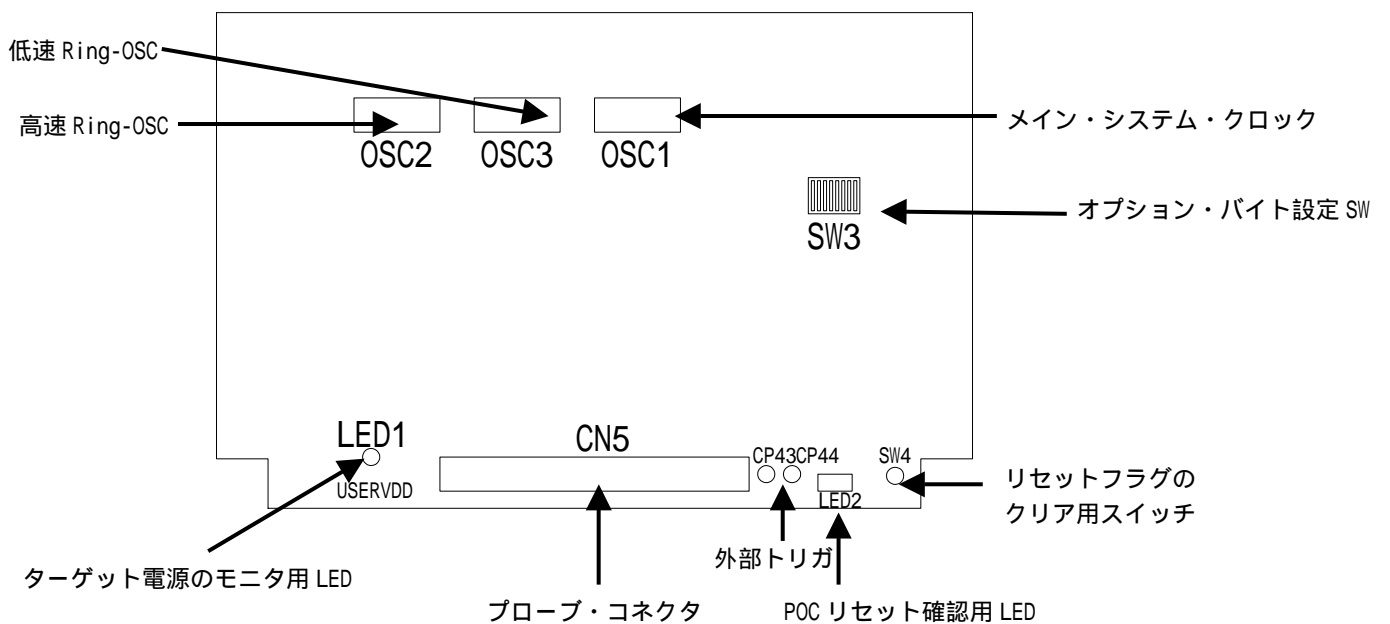 低速 Ring-OSC
高速 Ring-OSC
OSC2
OSC3
OSC1
メイン・システム・クロック
オプション・バイト設定 SW
SW3
LED1
USERVDD
CN5
CP43CP44
LED2
SW4
リセットフラグの
クリア用スイッチ
外部トリガ
ターゲット電源のモニタ用 LED
プローブ・コネクタ
POC リセット確認用 LED